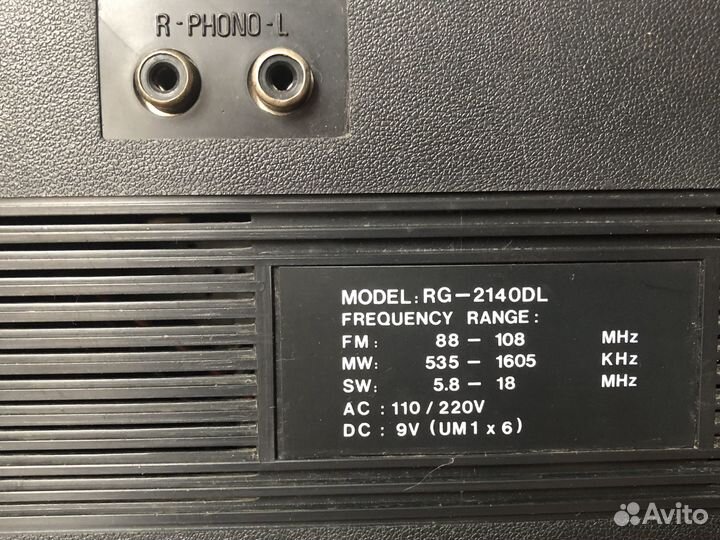 R-PHONO-L
MODEL: RG-2140DL
FREQUENCY RANGE:
FM: 88 - 108 MHz
MW: 535 - 1605 KHz
SW: 5.8 - 18 MHz
AC : 110 / 220V
DC : 9V (UM1 x 6)
Avito